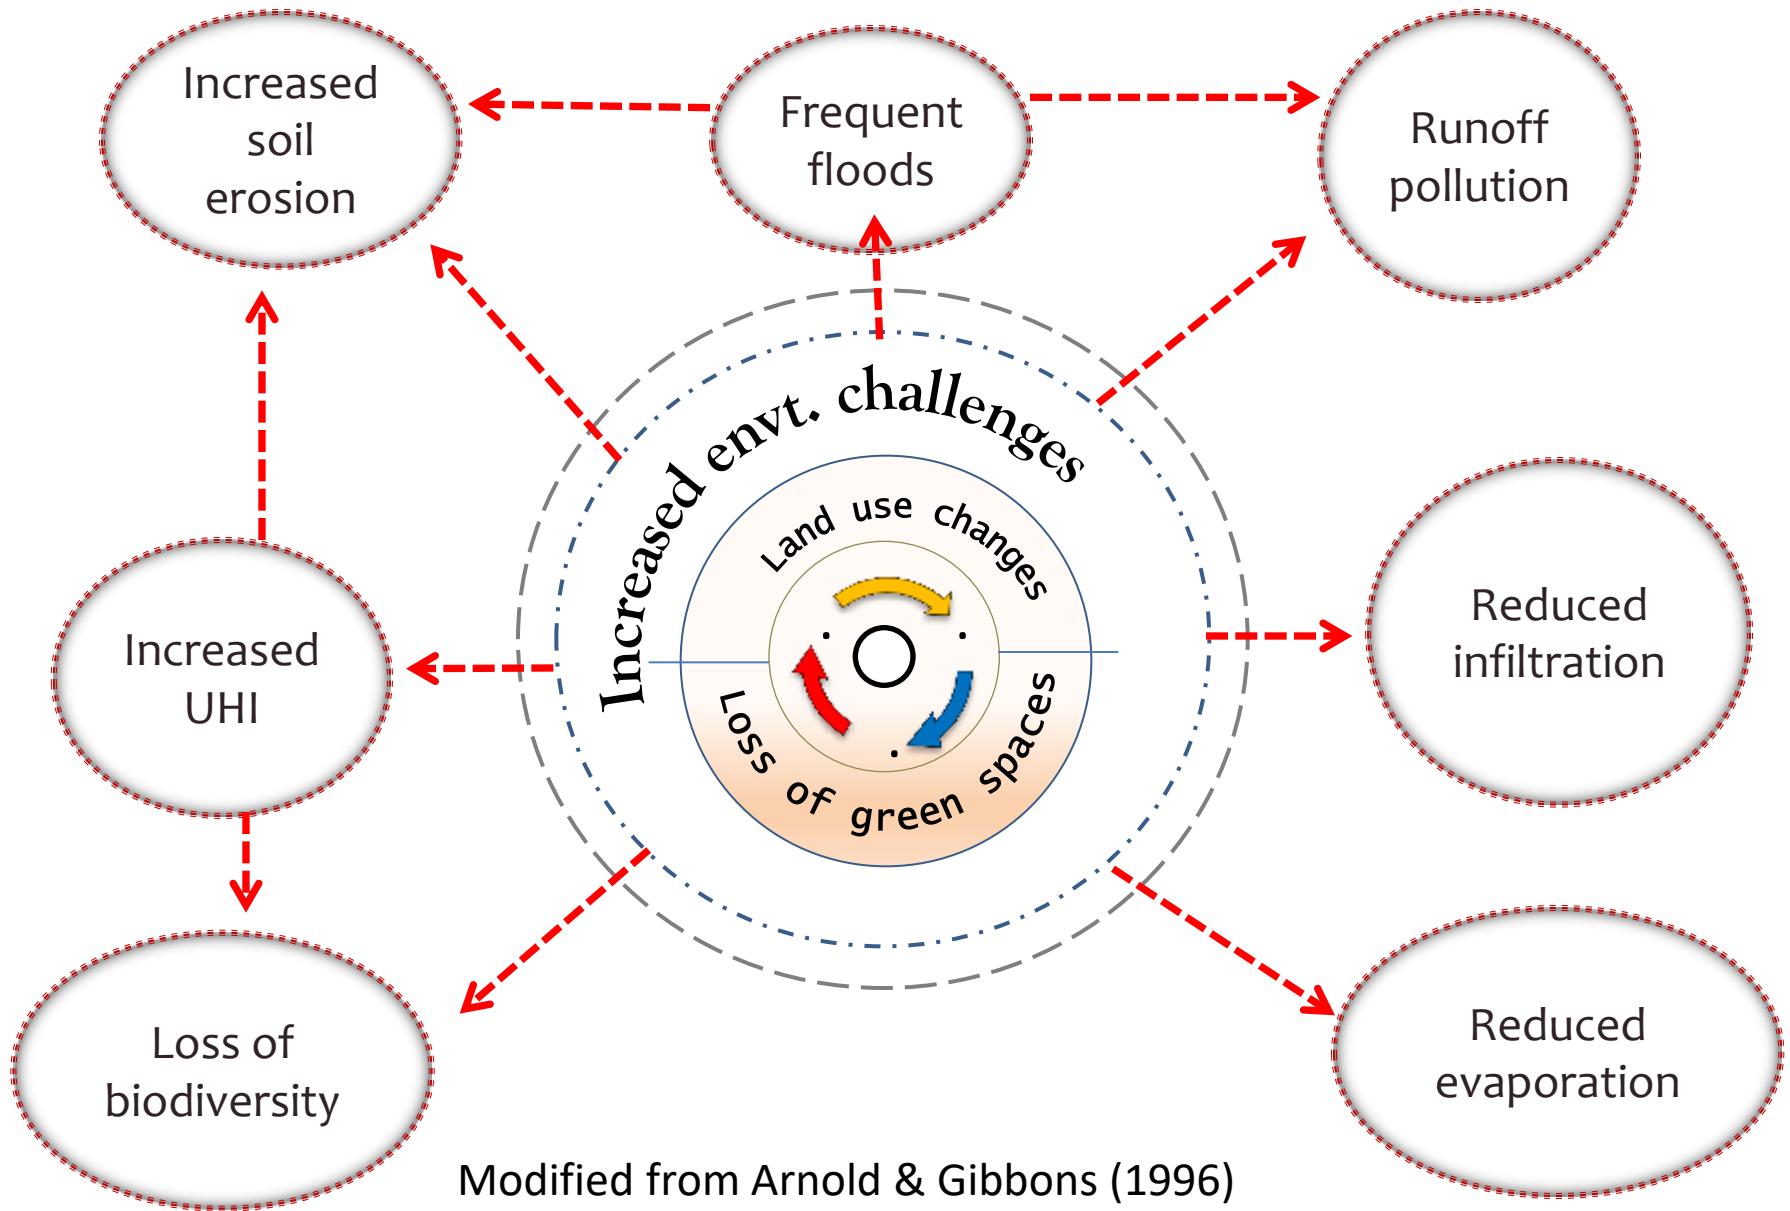 Increased
soil
erosion
Frequent
floods
Runoff
pollution
Increased envt. challenges
Land use changes
Loss of green spaces
Increased
UHI
Reduced
infiltration
Loss of
biodiversity
Reduced
evaporation
Modified from Arnold & Gibbons (1996)